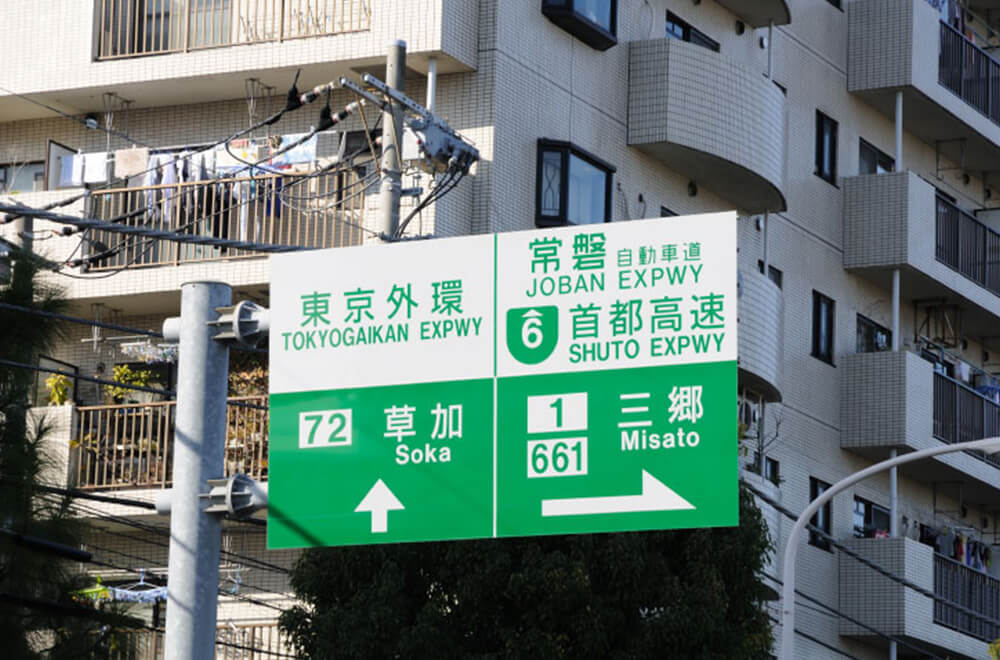 東京外環
TOKYOGAIKAN EXPWY
72 草加
Soka
常磐自動車道
JOBAN EXPWY
6 首都高速
SHUTO EXPWY
1 三郷
661 Misato